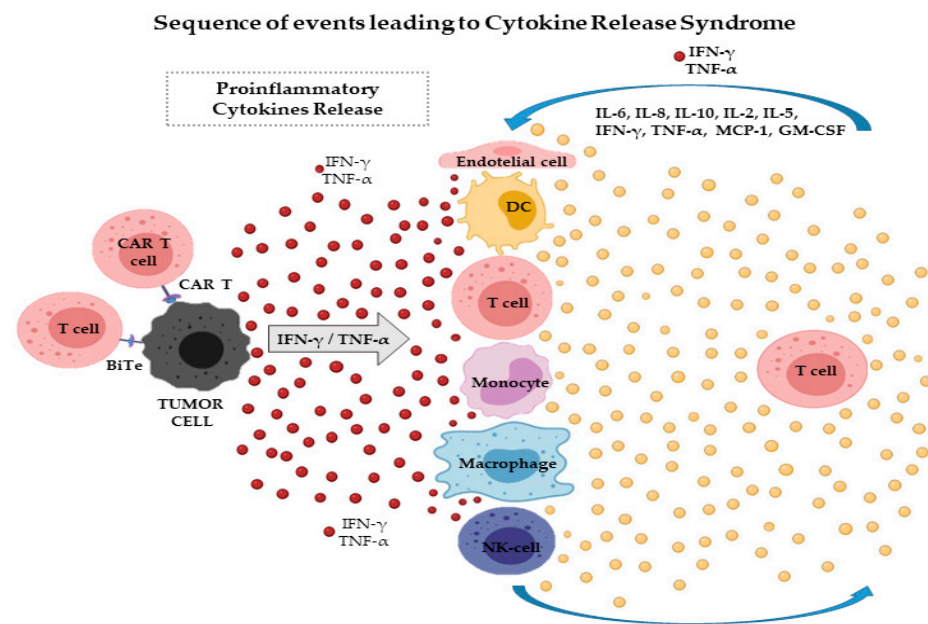 Sequence of events leading to Cytokine Release Syndrome
IFN-γ
TNF-α
Proinflammatory
Cytokines Release
IL-6, IL-8, IL-10, IL-2, IL-5,
IFN-γ, TNF-α, MCP-1, GM-CSF
IFN-γ
TNF-α
Endotelial cell
DC
CAR T
cell
CAR T
T cell
T cell
BiTe
IFN-γ / TNF-α
TUMOR
CELL
Monocyte
T cell
Macrophage
IFN-γ
TNF-α
NK-cell